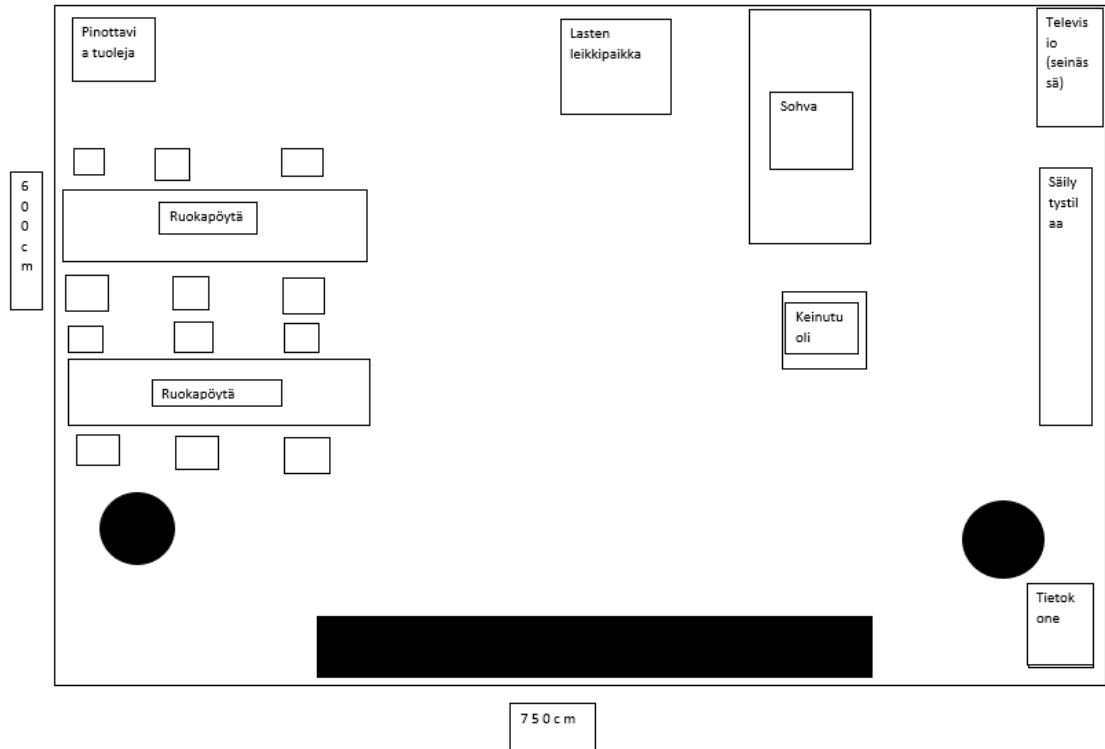 Pinottavi
a tuoleja
Lasten
leikkipaikka
Sohva
Televis
io
(seinäs
sä)
6
0
0
c
m
Ruokapöytä
Säily
tystil
aa
Keinutu
oli
Ruokapöytä
Tietok
one
7 5 0 c m